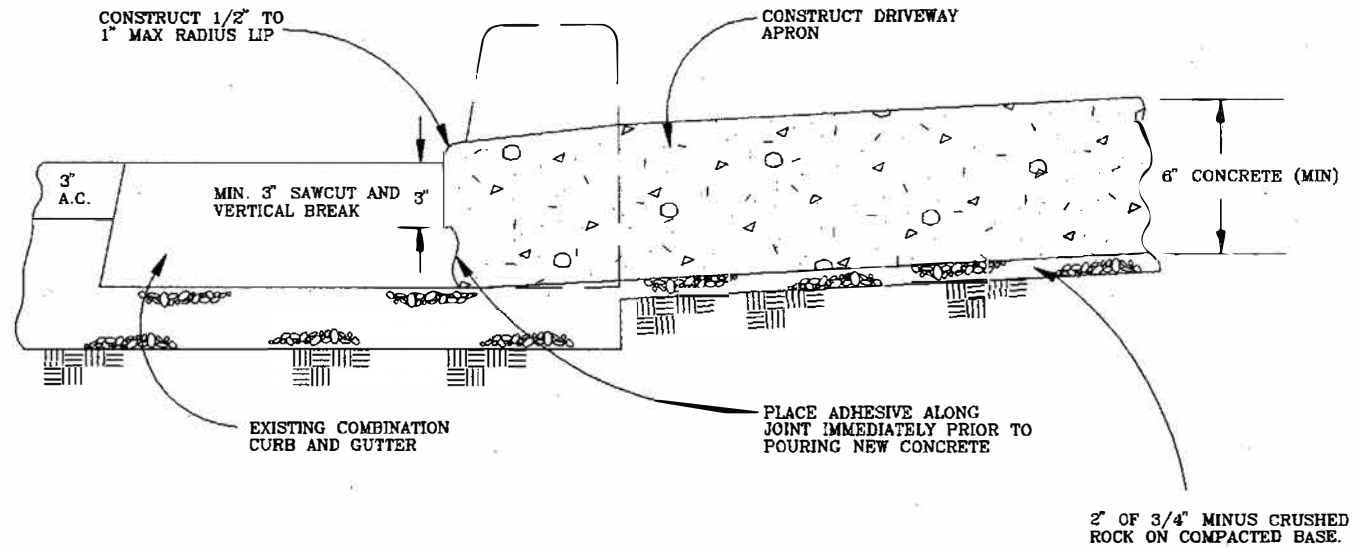 CONSTRUCT 1/2" TO
1" MAX RADIUS LIP
CONSTRUCT DRIVEWAY
APRON
3"
A.C.
MIN. 3" SAWCUT AND
VERTICAL BREAK
3"
6" CONCRETE (MIN)
EXISTING COMBINATION
CURB AND GUTTER
PLACE ADHESIVE ALONG
JOINT IMMEDIATELY PRIOR TO
POURING NEW CONCRETE
2" OF 3/4" MINUS CRUSHED
ROCK ON COMPACTED BASE.